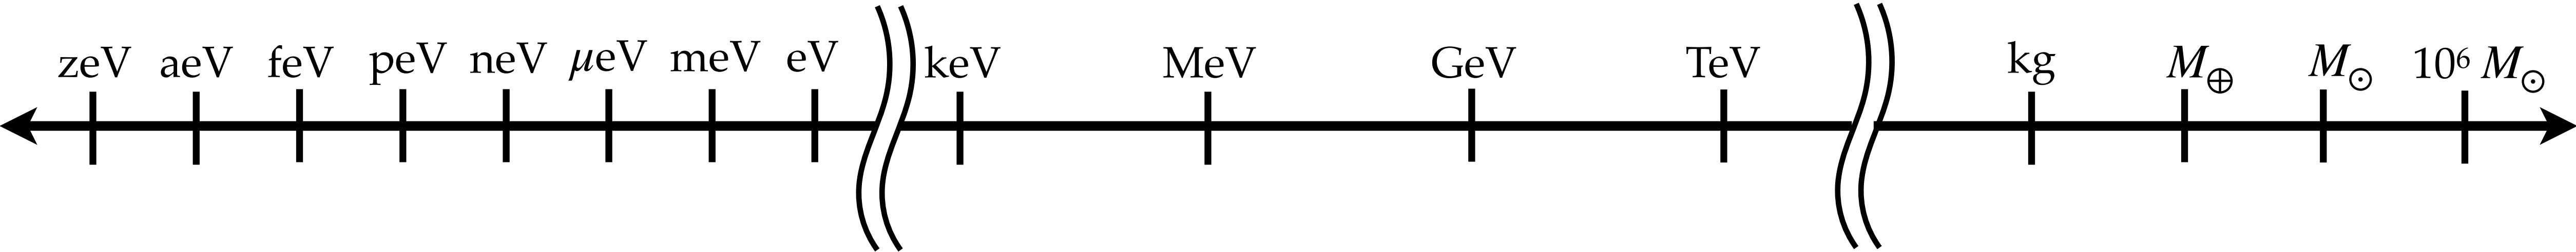 zeV aeV feV peV neV μeV meV eV keV MeV GeV TeV kg M⊕ M⊙ 10⁶ M⊙